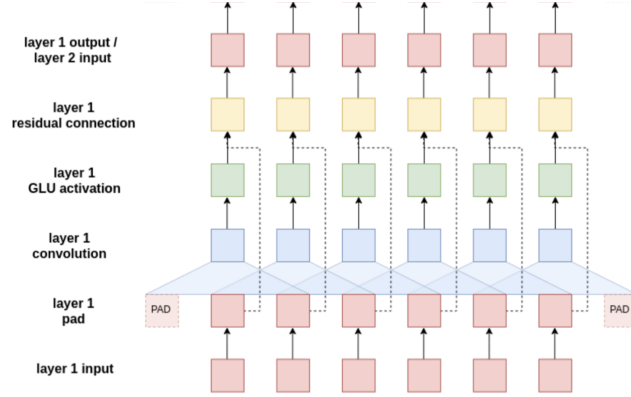 layer 1 output /
layer 2 input
layer 1
residual connection
layer 1
GLU activation
layer 1
convolution
layer 1
pad
PAD
PAD
layer 1 input